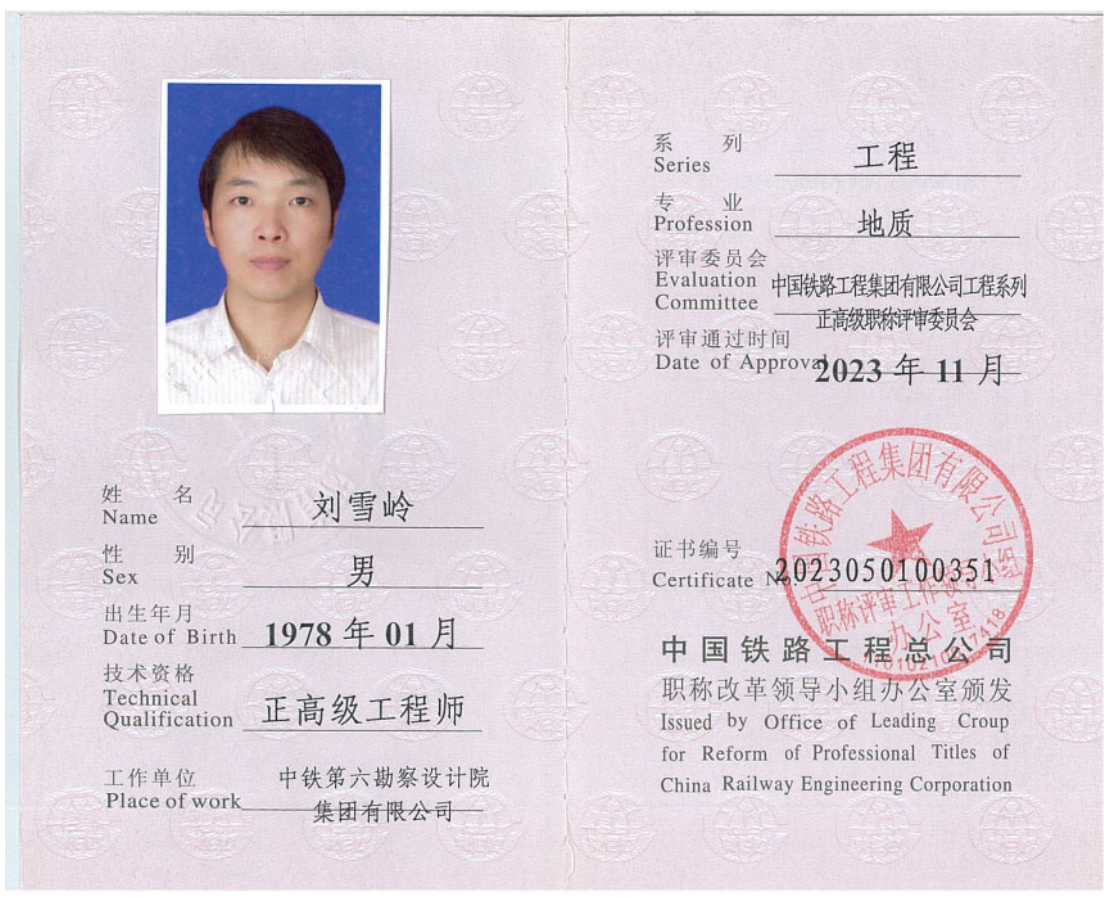 姓 名 刘雪岭
Name
性 别 男
Sex
出生年月
Date of Birth 1978 年 01 月
技术资格
Technical
Qualification 正高级工程师
工作单位 中铁第六勘察设计院
Place of work 集团有限公司
系 列 工程
Series
专 业 地质
Profession
评审委员会
Evaluation 中国铁路工程集团有限公司工程系列
Committee 正高级职称评审委员会
评审通过时间
Date of Approval 2023 年 11 月
证书编号
Certificate No. 2023050100351
中国铁路工程集团有限公司
职称评审工作领导小组
办公室
中国铁路工程总公司
职称改革领导小组办公室颁发
Issued by Office of Leading Croup
for Reform of Professional Titles of
China Railway Engineering Corporation